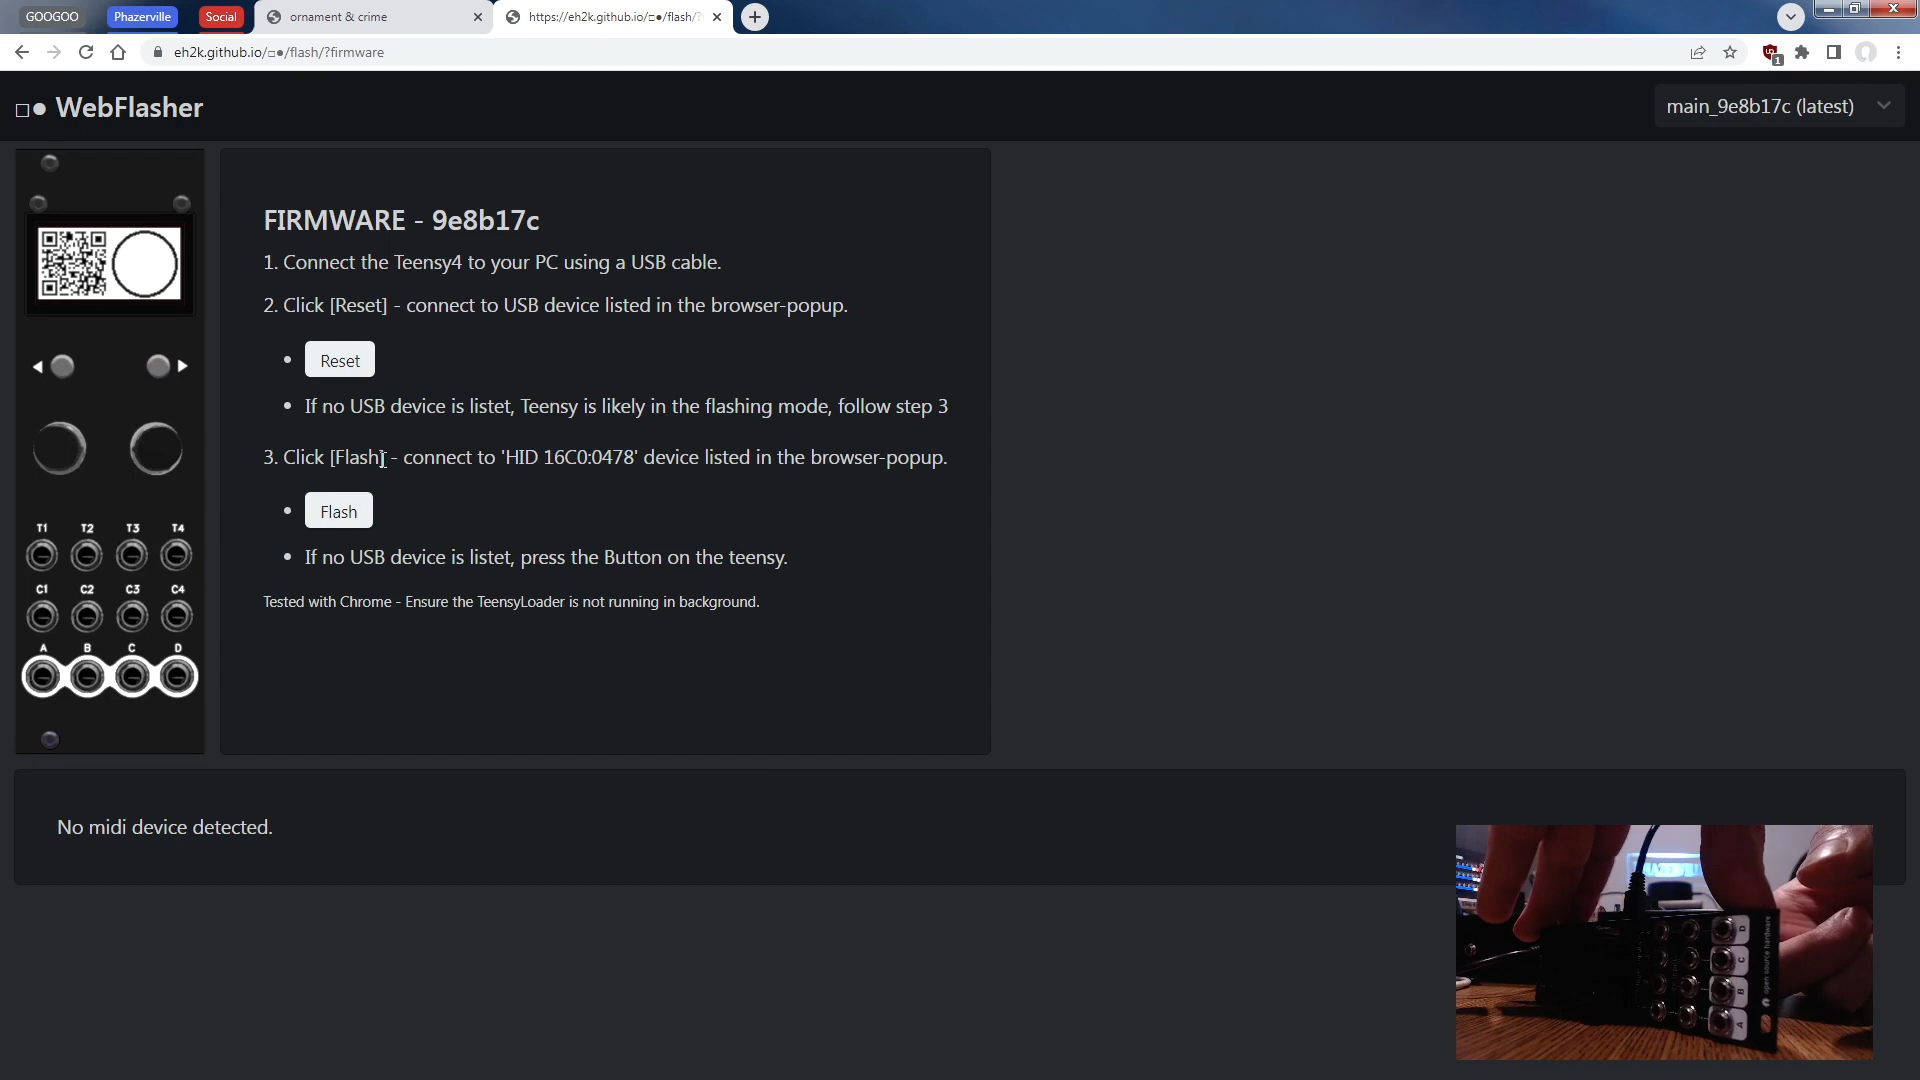 GOOGOO
Phazerville
Social
ornament & crime
https://eh2k.github.io/□●/flash/?
eh2k.github.io/□●/flash/?firmware
1
□● WebFlasher
main_9e8b17c (latest)
FIRMWARE - 9e8b17c
1. Connect the Teensy4 to your PC using a USB cable.
2. Click [Reset] - connect to USB device listed in the browser-popup.
Reset
If no USB device is listet, Teensy is likely in the flashing mode, follow step 3
3. Click [Flash] - connect to 'HID 16C0:0478' device listed in the browser-popup.
Flash
If no USB device is listet, press the Button on the teensy.
Tested with Chrome - Ensure the TeensyLoader is not running in background.
T1 T2 T3 T4
C1 C2 C3 C4
A B C D
No midi device detected.
open source hardware
D
C
B
A